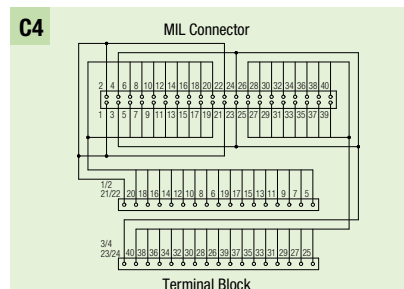 C4
MIL Connector
2 4 6 8 10 12 14 16 18 20 22 24 26 28 30 32 34 36 38 40
1 3 5 7 9 11 13 15 17 19 21 23 25 27 29 31 33 35 37 39
1/2
21/22 20 18 16 14 12 10 8 6 19 17 15 13 11 9 7 5
3/4
23/24 40 38 36 34 32 30 28 26 39 37 35 33 31 29 27 25
Terminal Block